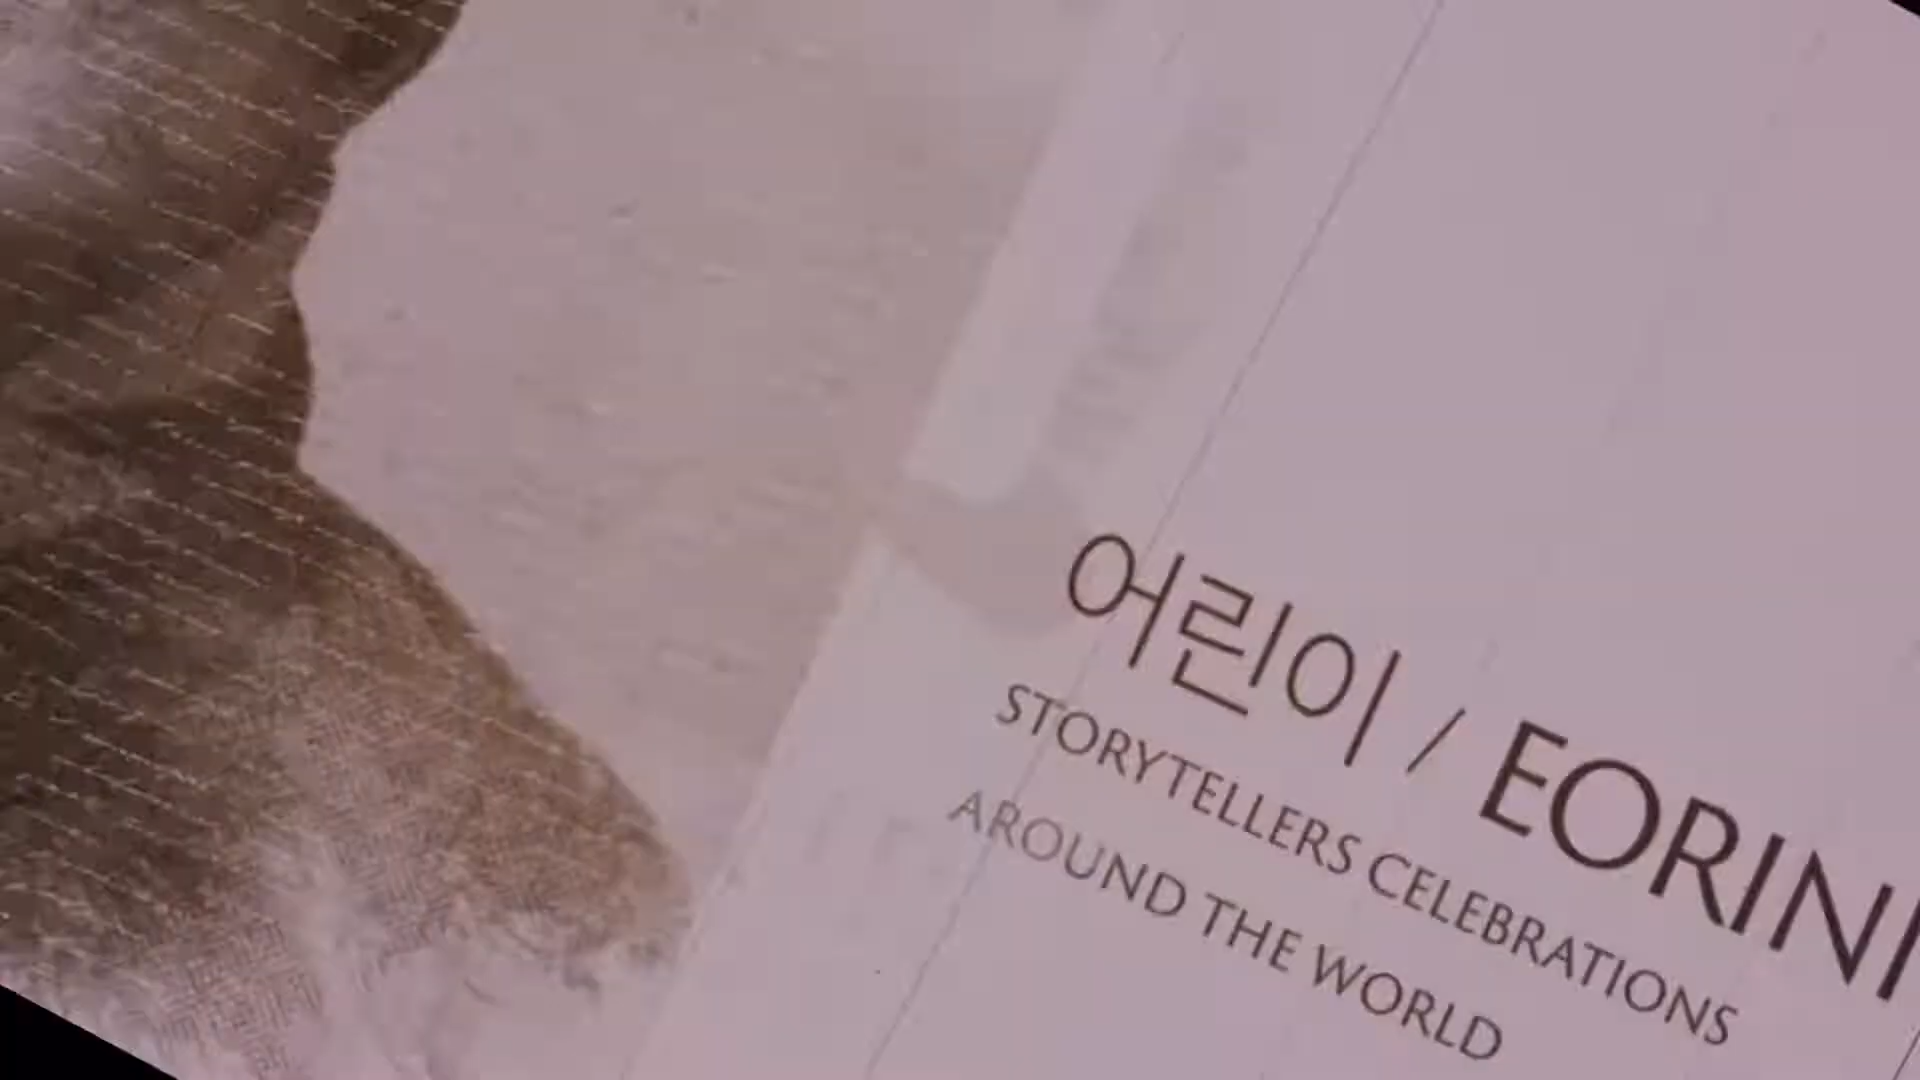 어린이 / EORINI
STORYTELLERS CELEBRATIONS
AROUND THE WORLD